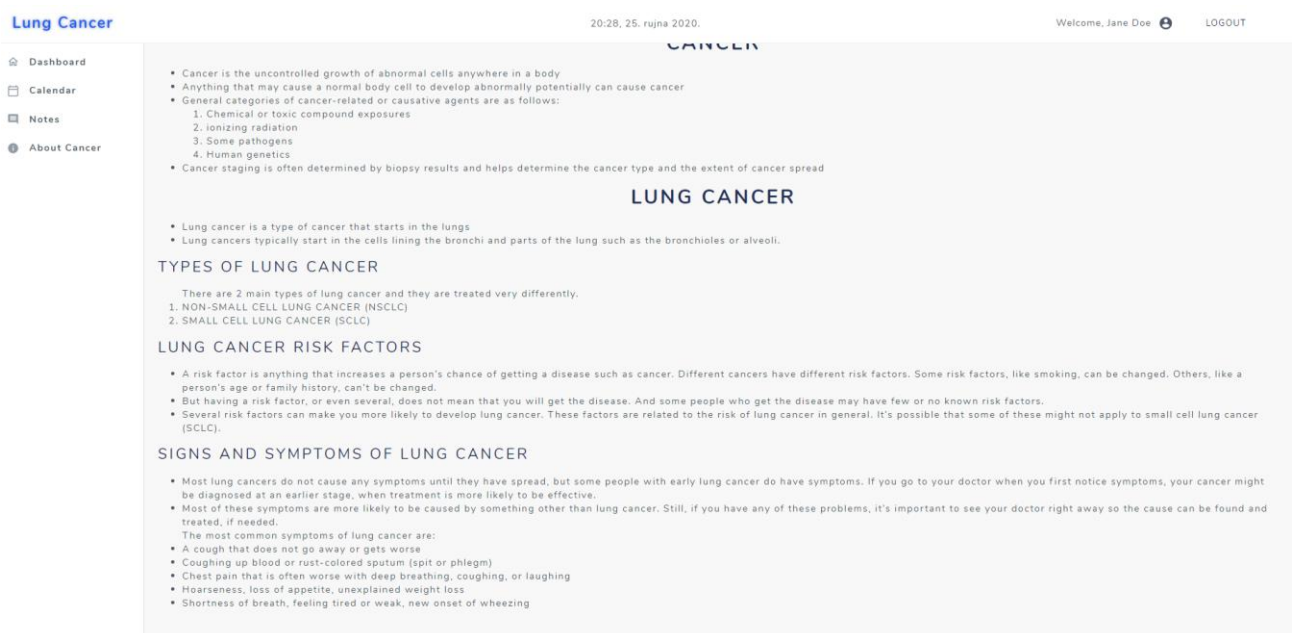 Lung Cancer
20:28, 25. rujna 2020.
Welcome, Jane Doe
LOGOUT
Dashboard
Calendar
Notes
About Cancer
CANCER
• Cancer is the uncontrolled growth of abnormal cells anywhere in a body
• Anything that may cause a normal body cell to develop abnormally potentially can cause cancer
• General categories of cancer-related or causative agents are as follows:
1. Chemical or toxic compound exposures
2. ionizing radiation
3. Some pathogens
4. Human genetics
• Cancer staging is often determined by biopsy results and helps determine the cancer type and the extent of cancer spread
LUNG CANCER
• Lung cancer is a type of cancer that starts in the lungs
• Lung cancers typically start in the cells lining the bronchi and parts of the lung such as the bronchioles or alveoli.
TYPES OF LUNG CANCER
There are 2 main types of lung cancer and they are treated very differently.
1. NON-SMALL CELL LUNG CANCER (NSCLC)
2. SMALL CELL LUNG CANCER (SCLC)
LUNG CANCER RISK FACTORS
• A risk factor is anything that increases a person's chance of getting a disease such as cancer. Different cancers have different risk factors. Some risk factors, like smoking, can be changed. Others, like a
person's age or family history, can't be changed.
• But having a risk factor, or even several, does not mean that you will get the disease. And some people who get the disease may have few or no known risk factors.
• Several risk factors can make you more likely to develop lung cancer. These factors are related to the risk of lung cancer in general. It's possible that some of these might not apply to small cell lung cancer
(SCLC).
SIGNS AND SYMPTOMS OF LUNG CANCER
• Most lung cancers do not cause any symptoms until they have spread, but some people with early lung cancer do have symptoms. If you go to your doctor when you first notice symptoms, your cancer might
be diagnosed at an earlier stage, when treatment is more likely to be effective.
• Most of these symptoms are more likely to be caused by something other than lung cancer. Still, if you have any of these problems, it's important to see your doctor right away so the cause can be found and
treated, if needed.
The most common symptoms of lung cancer are:
• A cough that does not go away or gets worse
• Coughing up blood or rust-colored sputum (spit or phlegm)
• Chest pain that is often worse with deep breathing, coughing, or laughing
• Hoarseness, loss of appetite, unexplained weight loss
• Shortness of breath, feeling tired or weak, new onset of wheezing